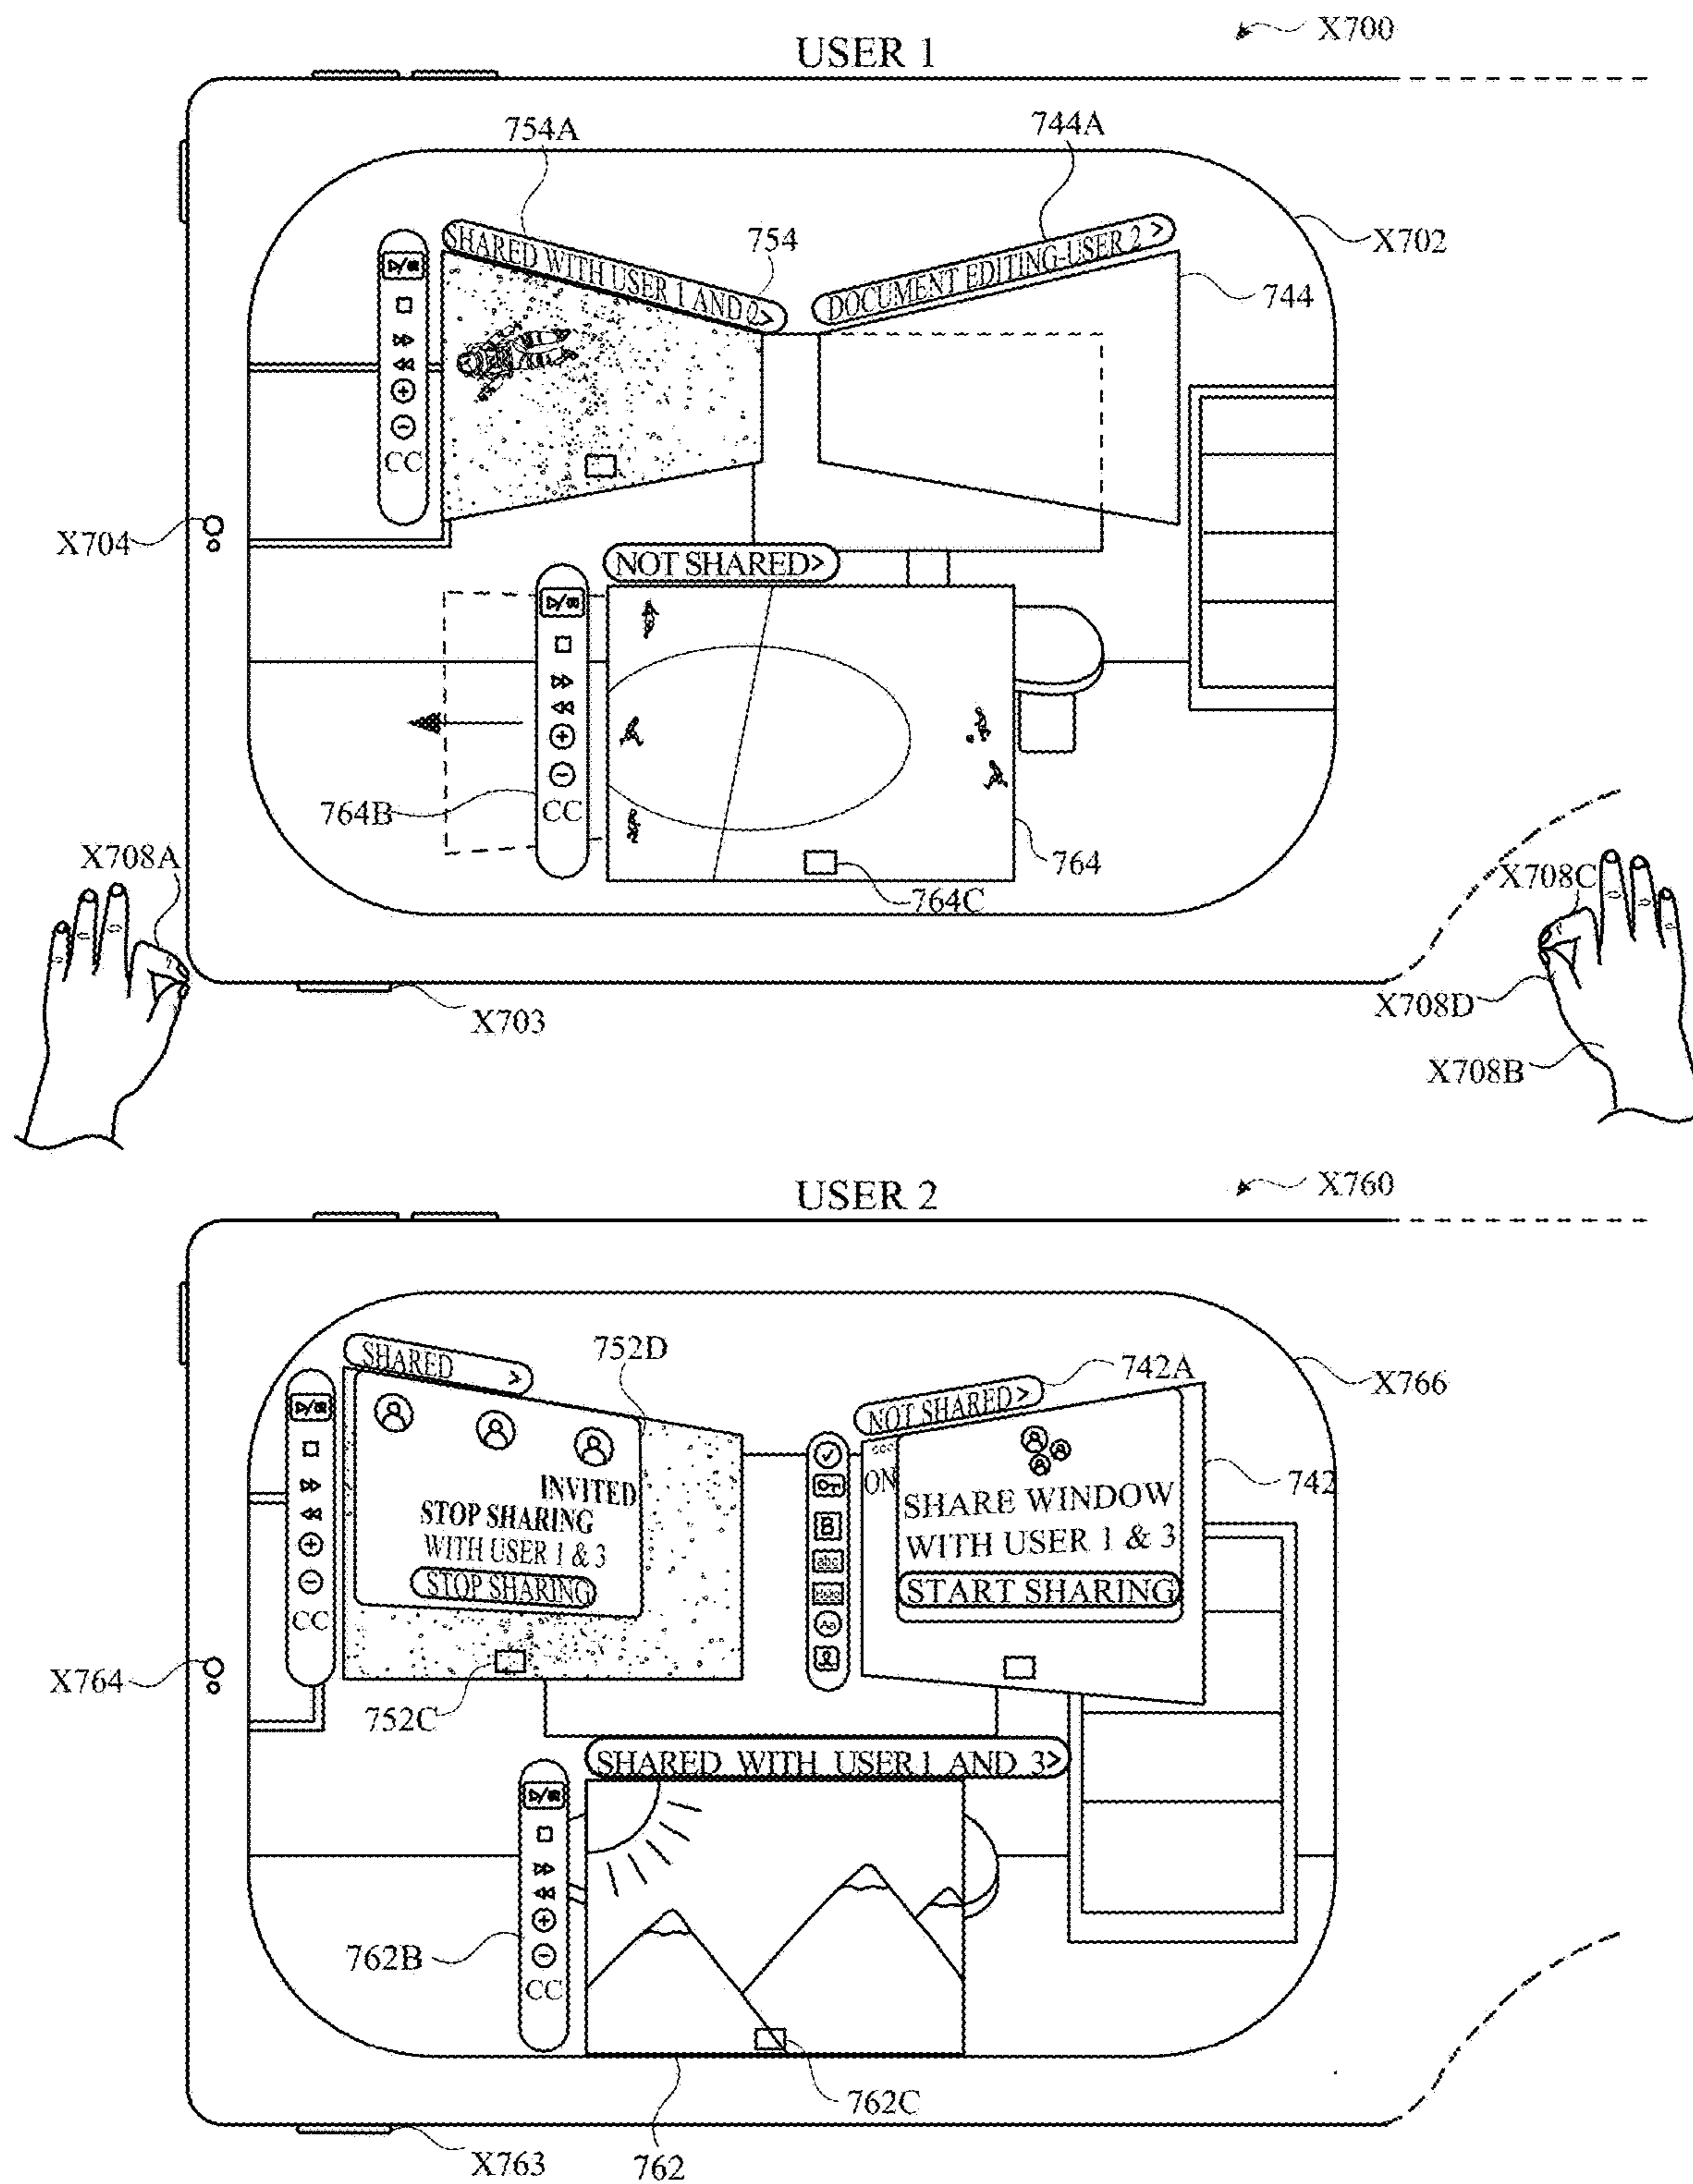 X700
USER 1
754A
744A
SHARED WITH USER 1 AND 2>
754
DOCUMENT EDITING-USER 2 >
X702
744
CC
X704
NOT SHARED>
764B
CC
764
764C
X708A
X708C
X703
X708D
X708B
X760
USER 2
SHARED >
752D
742A
X766
NOT SHARED>
ON
742
INVITED
STOP SHARING
WITH USER 1 & 3
STOP SHARING
SHARE WINDOW
WITH USER 1 & 3
START SHARING
B
abc
CC
X764
752C
SHARED WITH USER 1 AND 3>
762B
CC
762C
X763
762